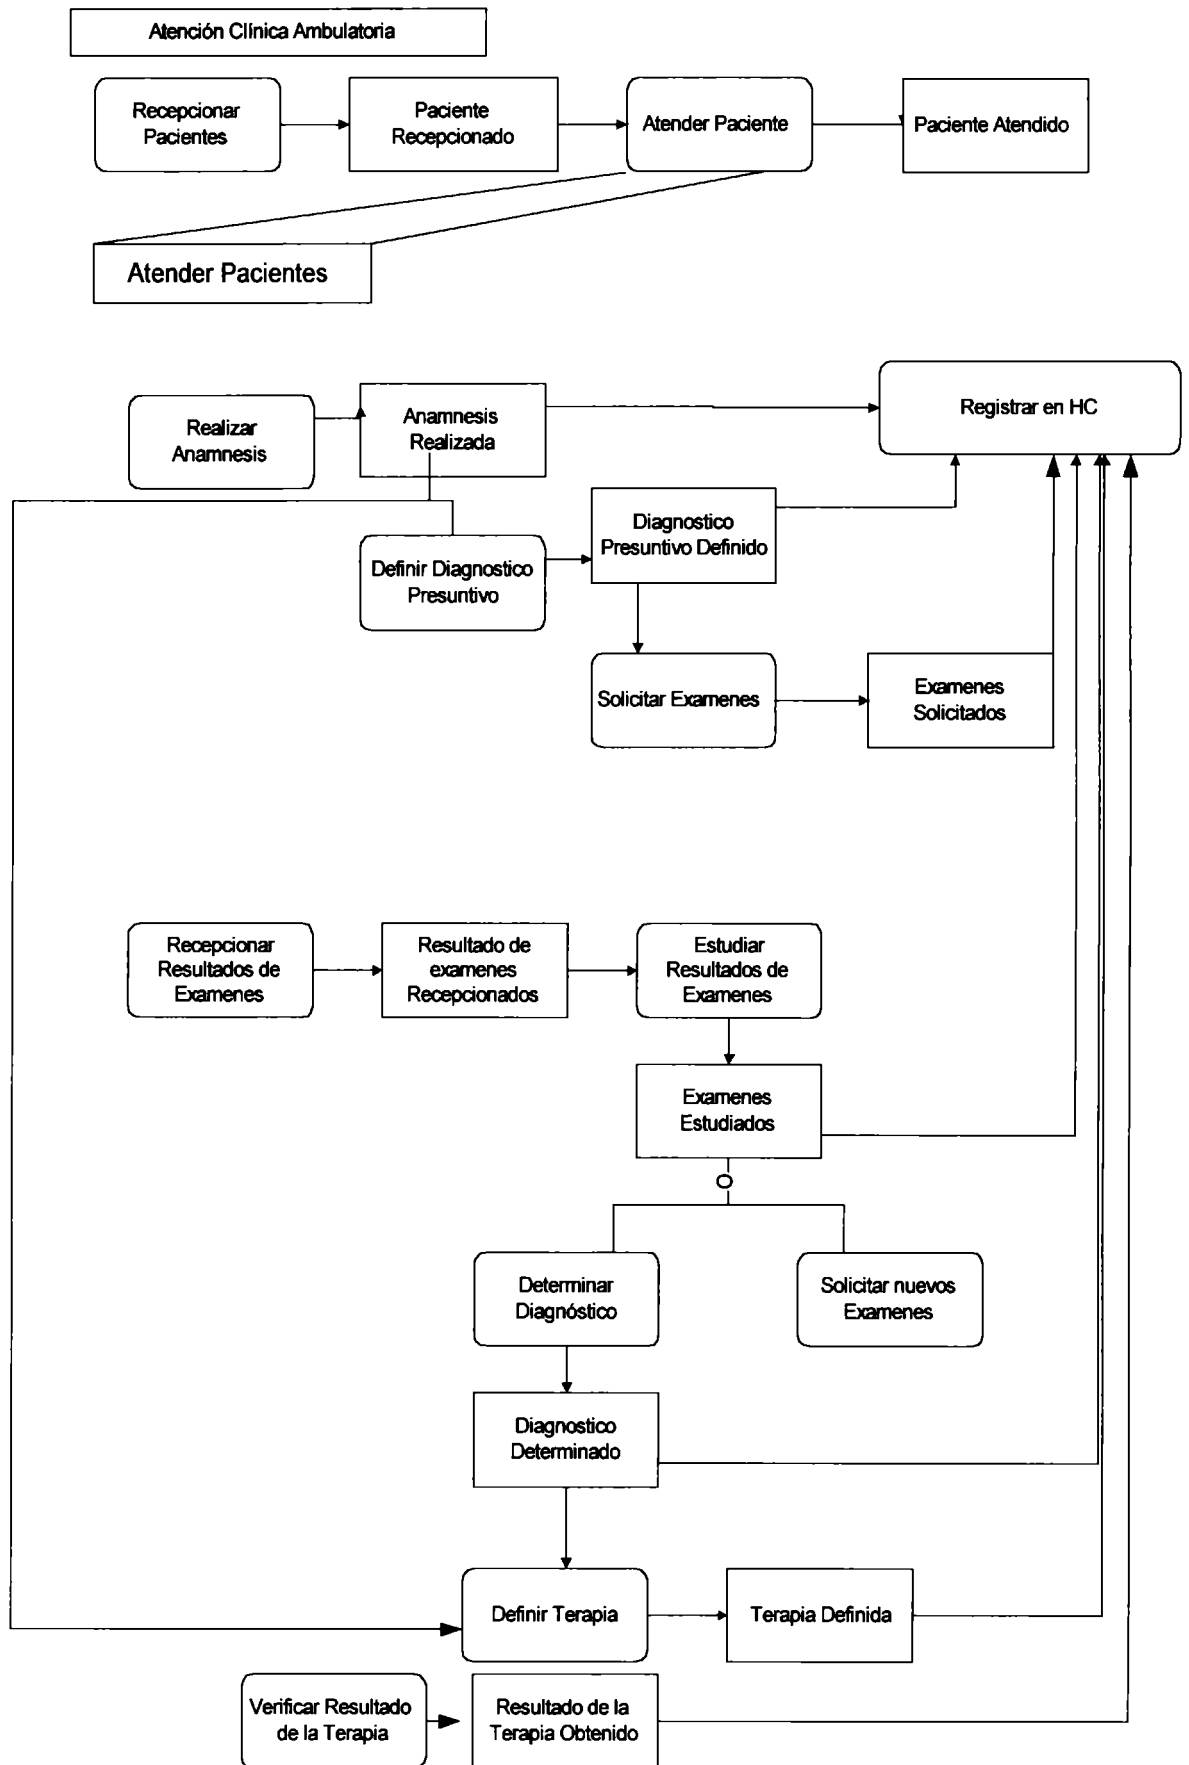 Atención Clínica Ambulatoria
Recepcionar
Pacientes
Paciente
Recepcionado
Atender Paciente
Paciente Atendido
Atender Pacientes
Realizar
Anamnesis
Anamnesis
Realizada
Registrar en HC
Definir Diagnostico
Presuntivo
Diagnostico
Presuntivo Definido
Solicitar Examenes
Examenes
Solicitados
Recepcionar
Resultados de
Examenes
Resultado de
examenes
Recepcionados
Estudiar
Resultados de
Examenes
Examenes
Estudiados
O
Determinar
Diagnóstico
Solicitar nuevos
Examenes
Diagnostico
Determinado
Definir Terapia
Terapia Definida
Verificar Resultado
de la Terapia
Resultado de la
Terapia Obtenido